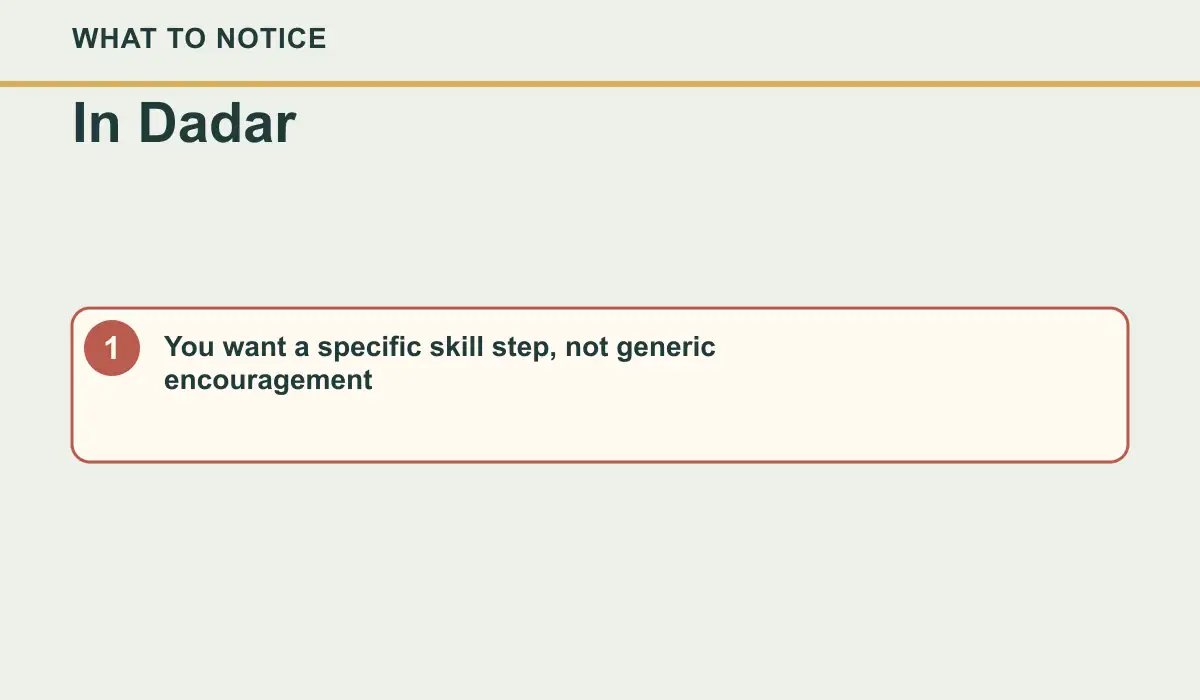 WHAT TO NOTICE
In Dadar
1
You want a specific skill step, not generic
encouragement